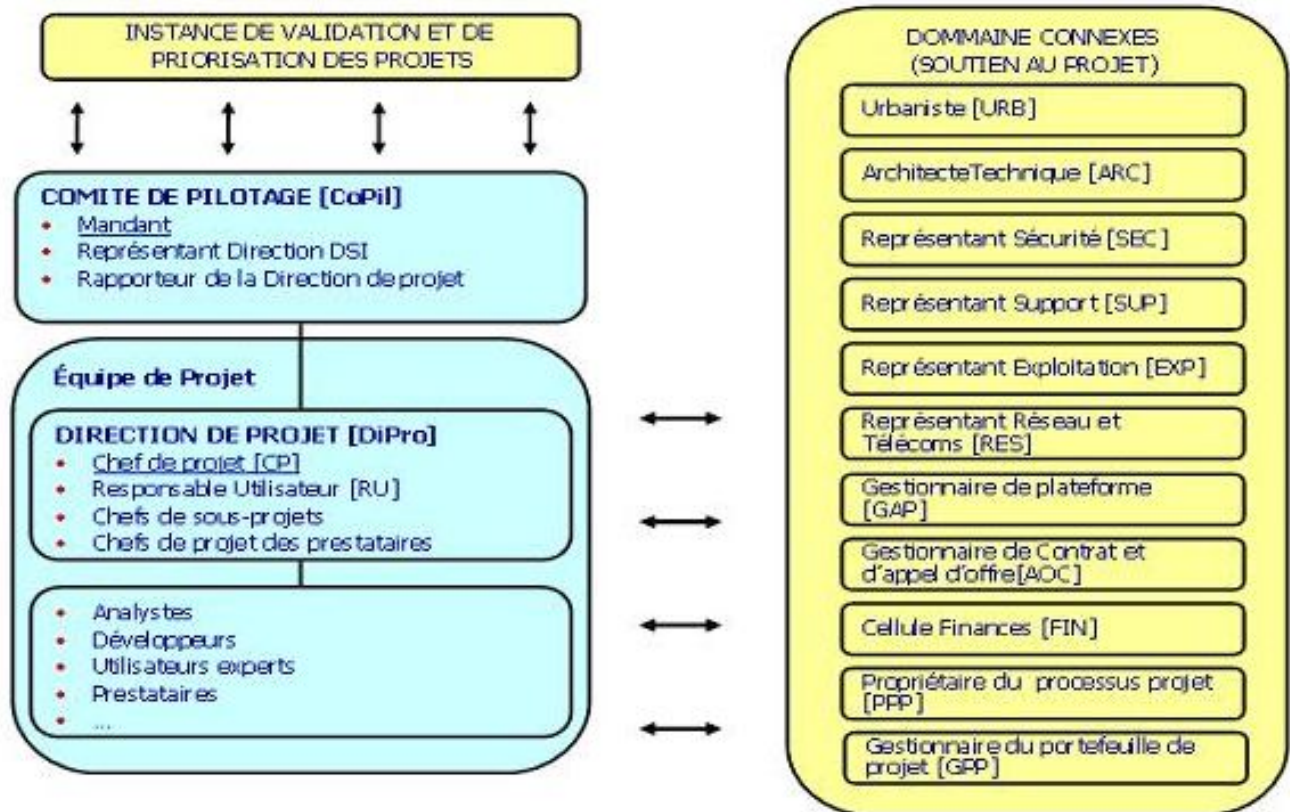 INSTANCE DE VALIDATION ET DE
PRIORISATION DES PROJETS
COMITE DE PILOTAGE [CoPil]
• Mandant
• Représentant Direction DSI
• Rapporteur de la Direction de projet
Équipe de Projet
DIRECTION DE PROJET [DiPro]
• Chef de projet [CP]
• Responsable Utilisateur [RU]
• Chefs de sous-projets
• Chefs de projet des prestataires
• Analystes
• Développeurs
• Utilisateurs experts
• Prestataires
• ...
DOMMAINE CONNEXES
(SOUTIEN AU PROJET)
Urbaniste [URB]
ArchitecteTechnique [ARC]
Représentant Sécurité [SEC]
Représentant Support [SUP]
Représentant Exploitation [EXP]
Représentant Réseau et
Télécoms [RES]
Gestionnaire de plateforme
[GAP]
Gestionnaire de Contrat et
d'appel d'offre[AOC]
Cellule Finances [FIN]
Propriétaire du processus projet
[PPP]
Gestionnaire du portefeuille de
projet [GPP]